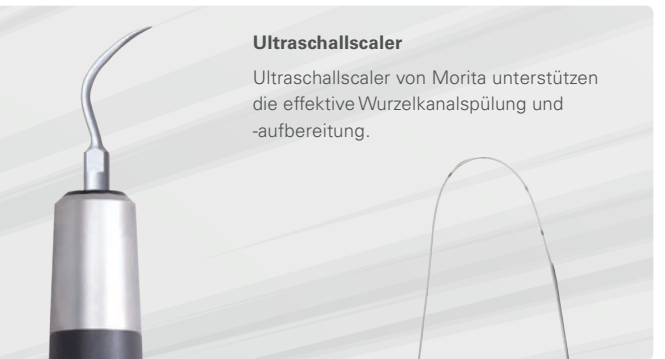 Ultraschallscaler
Ultraschallscaler von Morita unterstützen
die effektive Wurzelkanalspülung und
-aufbereitung.